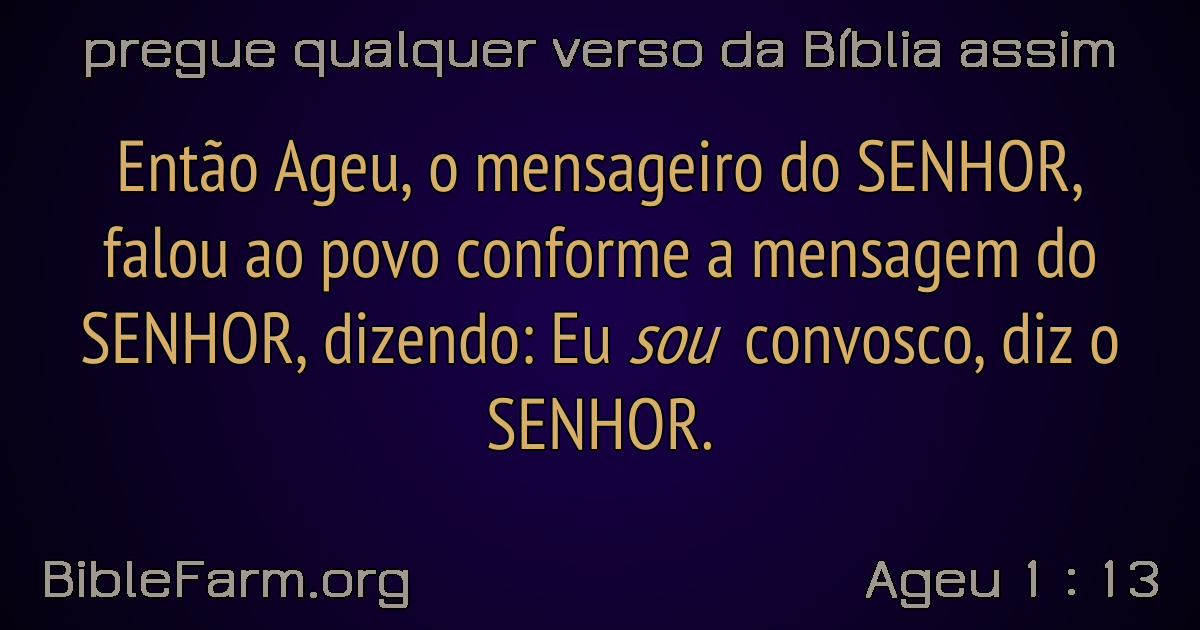 pregue qualquer verso da Bíblia assim
Então Ageu, o mensageiro do SENHOR,
falou ao povo conforme a mensagem do
SENHOR, dizendo: Eu sou convosco, diz o
SENHOR.
BibleFarm.org
Ageu 1 : 13